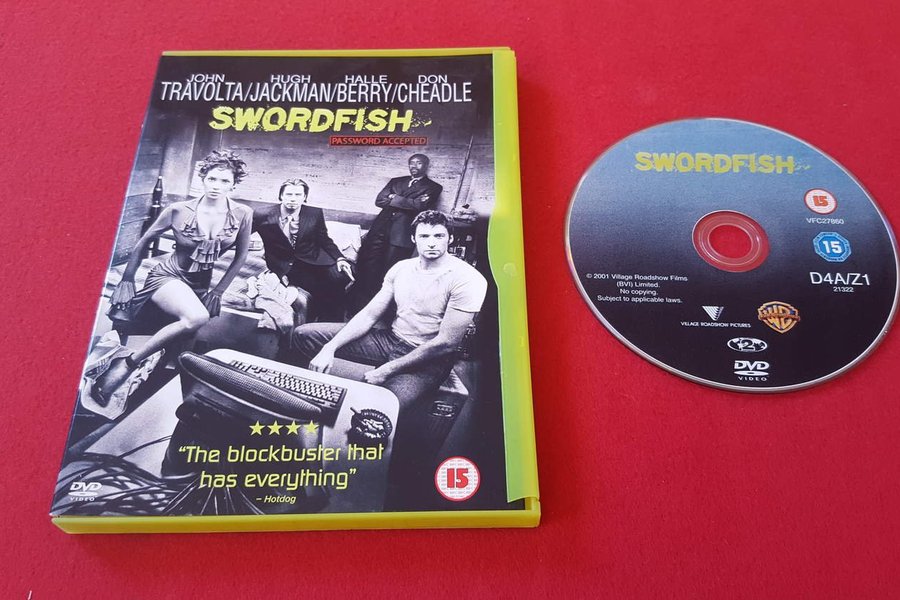 JOHN HUGH HALLE DON
TRAVOLTA/JACKMAN/BERRY/CHEADLE
SWORDFISH
PASSWORD ACCEPTED
★★★★
“The blockbuster that
has everything”
– Hotdog
DVD
VIDEO
15
SWORDFISH
15
VFC27860
15
D4A/Z1
21322
© 2001 Village Roadshow Films
(BVI) Limited.
No copying.
Subject to applicable laws.
VILLAGE ROADSHOW PICTURES
WB
2
DVD
VIDEO